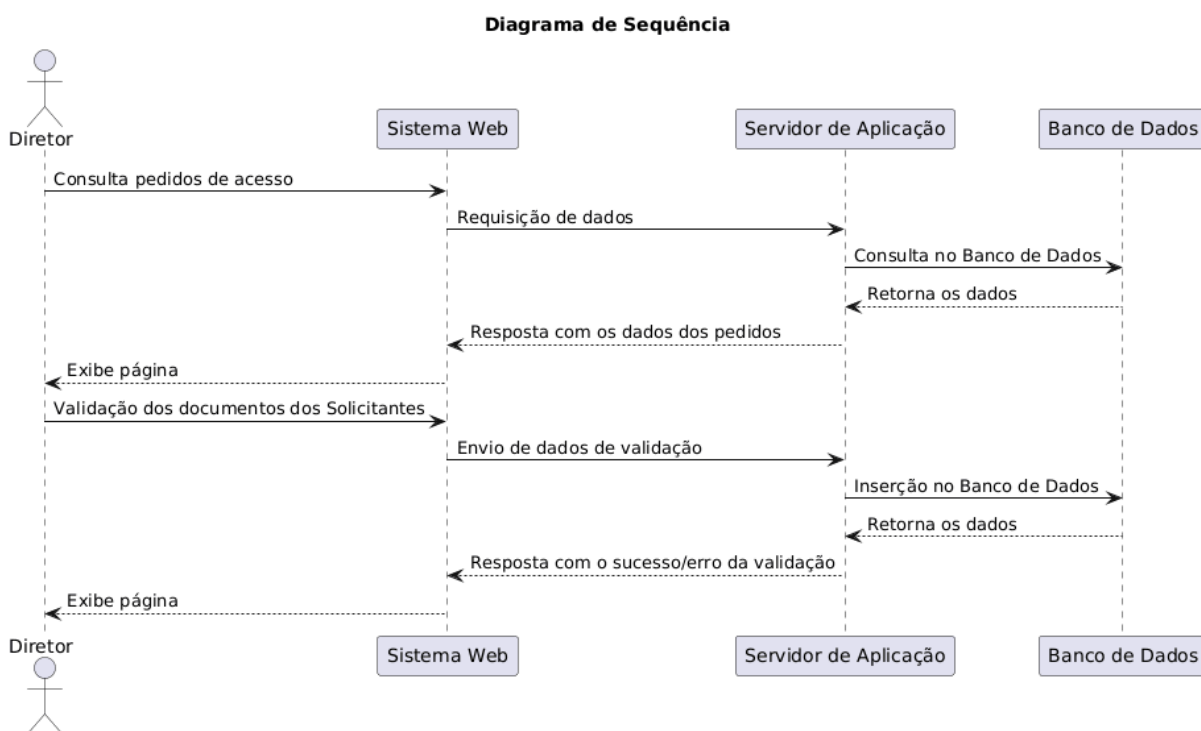 Diagrama de Sequência
Diretor
Sistema Web
Servidor de Aplicação
Banco de Dados
Consulta pedidos de acesso
Requisição de dados
Consulta no Banco de Dados
Retorna os dados
Resposta com os dados dos pedidos
Exibe página
Validação dos documentos dos Solicitantes
Envio de dados de validação
Inserção no Banco de Dados
Retorna os dados
Resposta com o sucesso/erro da validação
Exibe página
Diretor
Sistema Web
Servidor de Aplicação
Banco de Dados